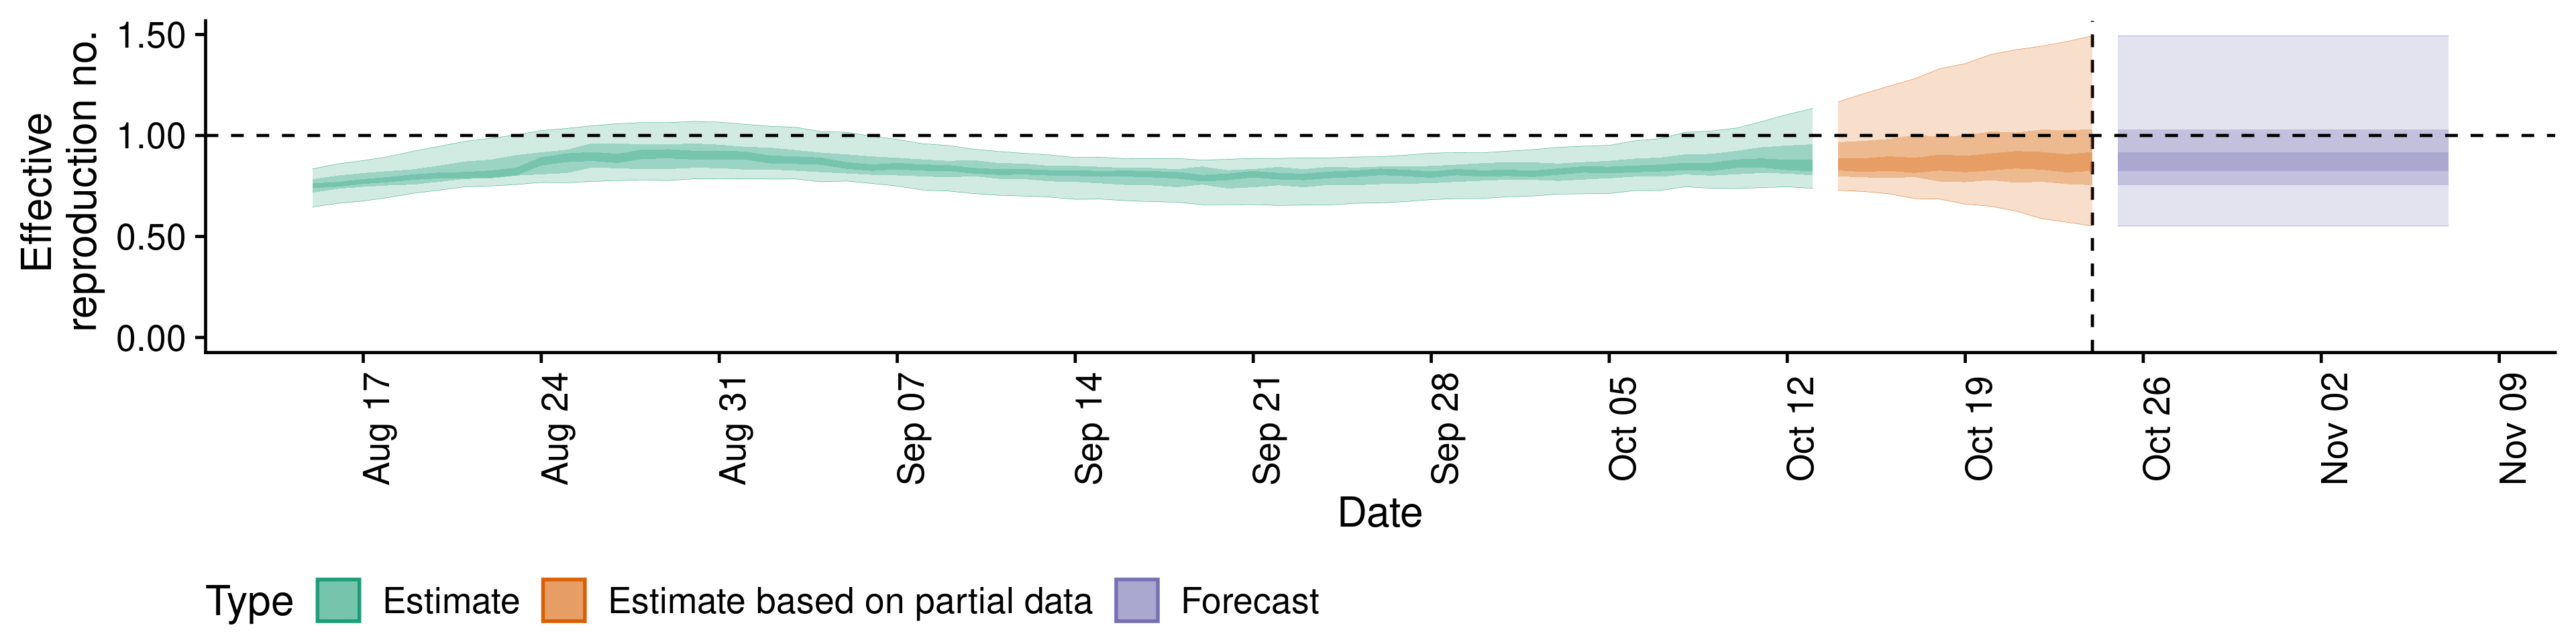 Effective
reproduction no.
1.50
1.00
0.50
0.00
Aug 17
Aug 24
Aug 31
Sep 07
Sep 14
Sep 21
Sep 28
Oct 05
Oct 12
Oct 19
Oct 26
Nov 02
Nov 09
Date
Type Estimate Estimate based on partial data Forecast